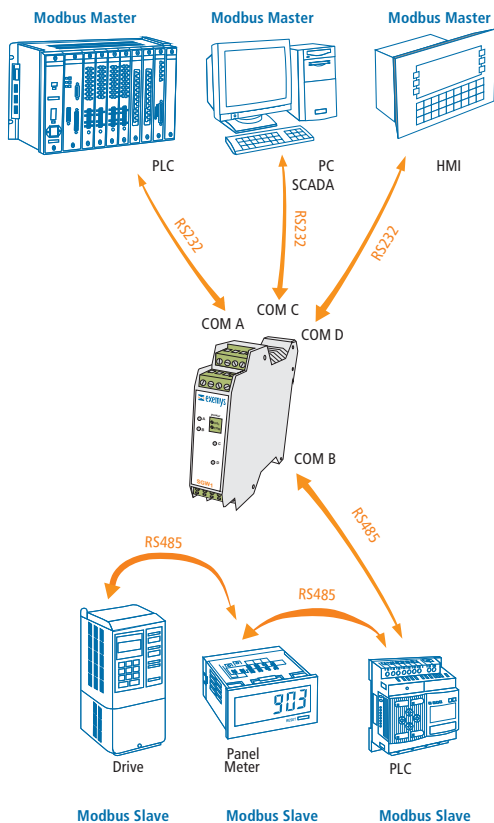 Modbus Master
Modbus Master
Modbus Master
PLC
PC
SCADA
HMI
RS232
RS232
RS232
COM A
COM C
COM D
exemys
A
B
C
COM B
RS485
RS485
RS485
903
Drive
Panel
Meter
PLC
Modbus Slave
Modbus Slave
Modbus Slave